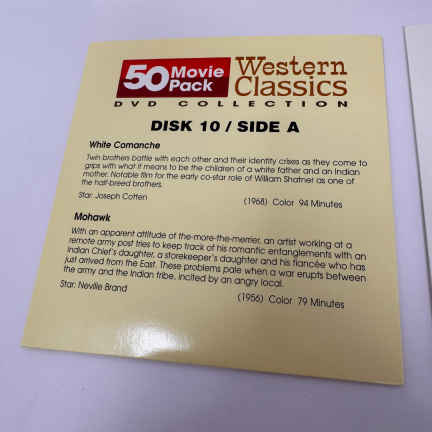 50 Movie Pack Western Classics
DVD COLLECTION
DISK 10 / SIDE A
White Comanche
Twin brothers battle with each other and their identity crises as they come to
grips with what it means to be the children of a white father and an Indian
mother. Notable film for the early co-star role of William Shatner as one of
the half-breed brothers.
Star: Joseph Cotten (1968) Color 94 Minutes
Mohawk
With an apparent attitude of the-more-the-merrier, an artist working at a
remote army post tries to keep track of his romantic entanglements with an
Indian Chief's daughter, a storekeeper's daughter and his fiancée who has
just arrived from the East. These problems pale when a war erupts between
the army and the Indian tribe, incited by an angry local.
Star: Neville Brand (1956) Color 79 Minutes